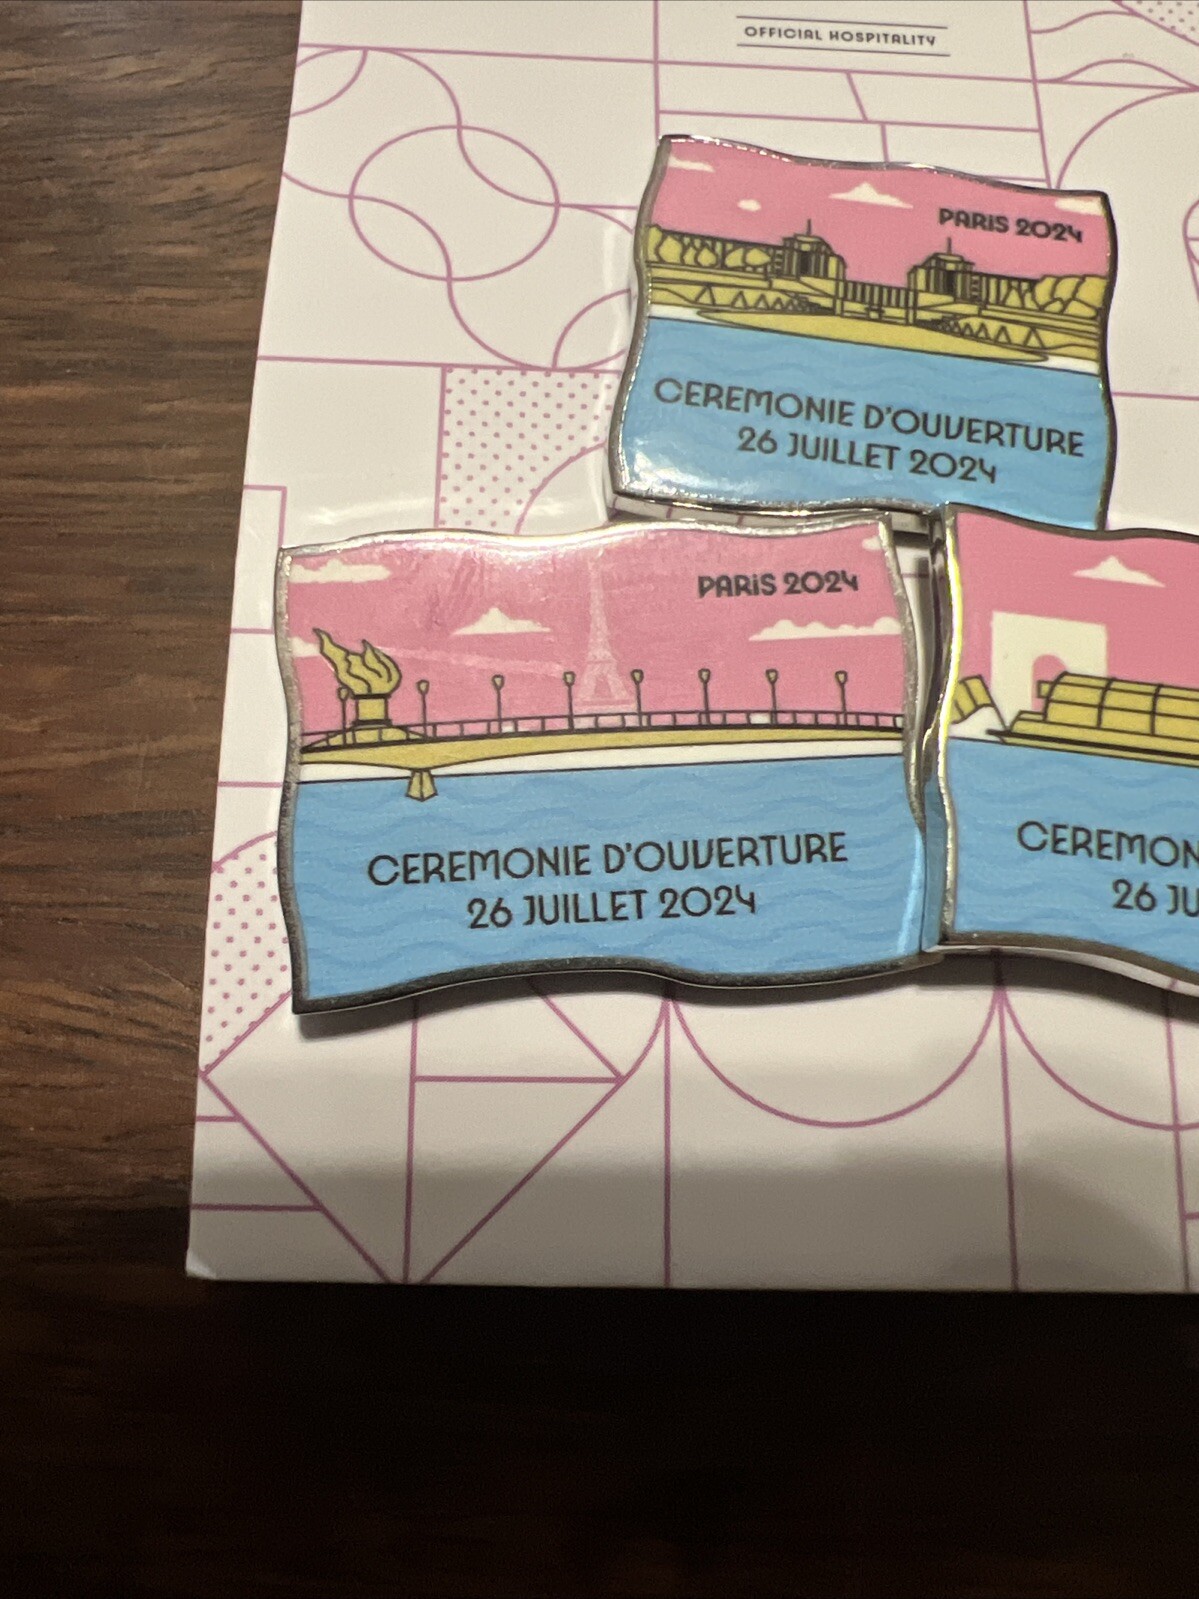 OFFICIAL HOSPITALITY
PARIS 2024
CEREMONIE D'OUVERTURE
26 JUILLET 2024
PARIS 2024
CEREMONIE D'OUVERTURE
26 JUILLET 2024
CEREMON
26 JU